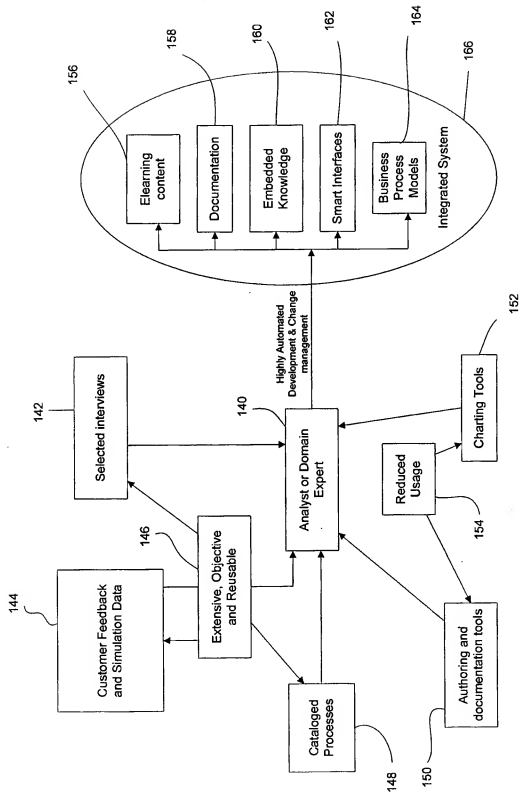 144
Customer Feedback
and Simulation Data
142
Selected interviews
146
Extensive, Objective
and Reusable
148
Cataloged
Processes
140
Analyst or Domain
Expert
150
Authoring and
documentation tools
154
Reduced
Usage
152
Charting Tools
Highly Automated
Development & Change
management
156
Elearning
content
158
Documentation
160
Embedded
Knowledge
162
Smart Interfaces
164
Business
Process
Models
166
Integrated System